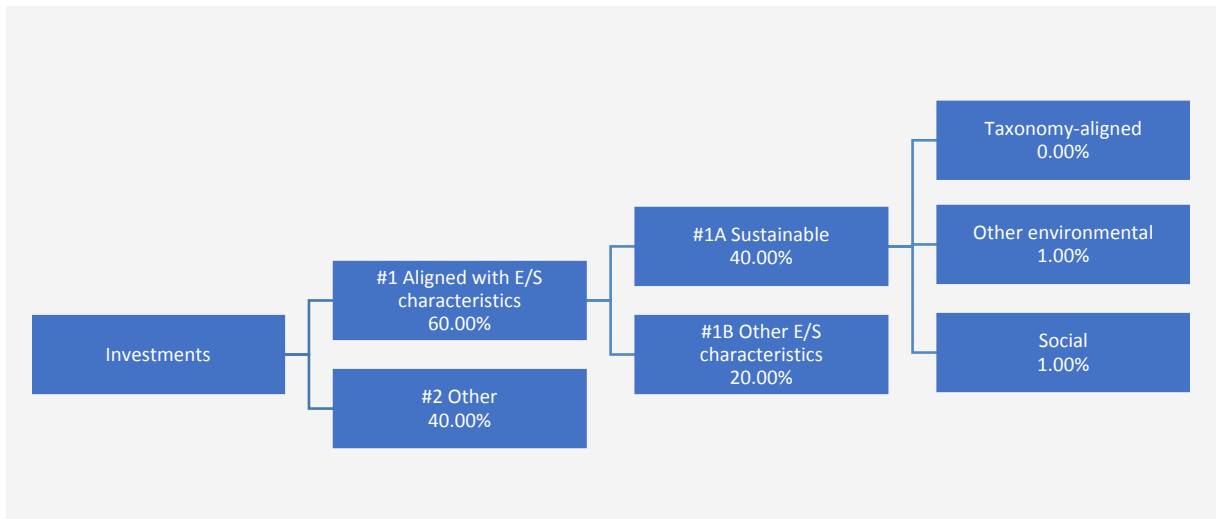 Investments
#1 Aligned with E/S
characteristics
60.00%
#2 Other
40.00%
#1A Sustainable
40.00%
#1B Other E/S
characteristics
20.00%
Taxonomy-aligned
0.00%
Other environmental
1.00%
Social
1.00%